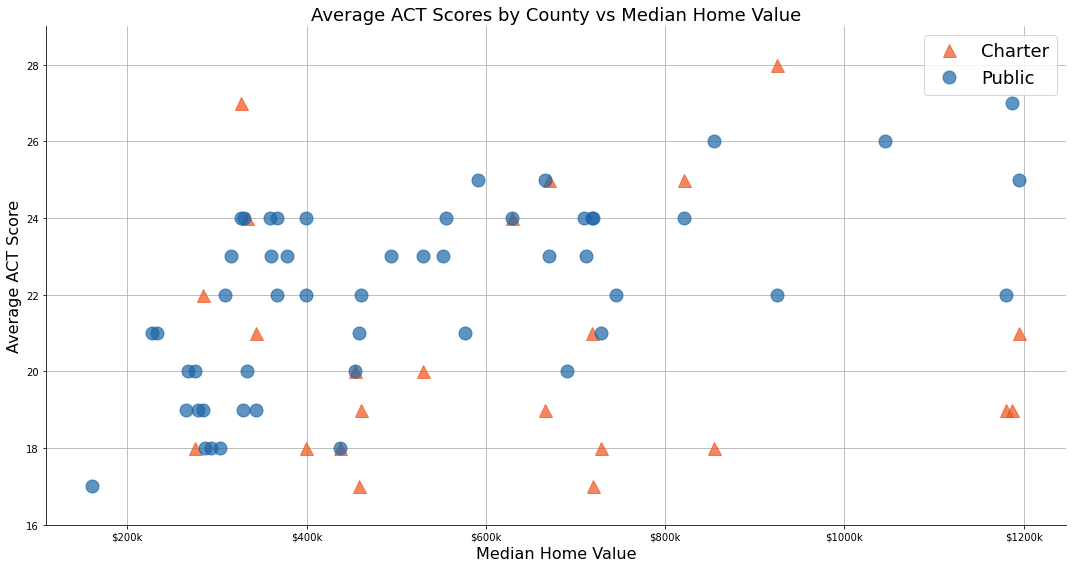 Average ACT Scores by County vs Median Home Value
Charter
Public
Average ACT Score
28
26
24
22
20
18
16
$200k
$400k
$600k
$800k
$1000k
$1200k
Median Home Value